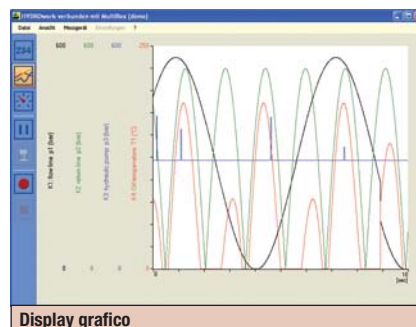 HYDROwork verbunden mit Multiflex (demo)
Datei Ansicht Messgerät Einstellungen ?
234
600 600 600 250
K1: flow-line p1 [bar]
K2: return-line p2 [bar]
K3: hydraulic pump p3 [bar]
K4: Oil temperature T1 [°C]
0 0 0 0
0 10
[sec]
Display grafico